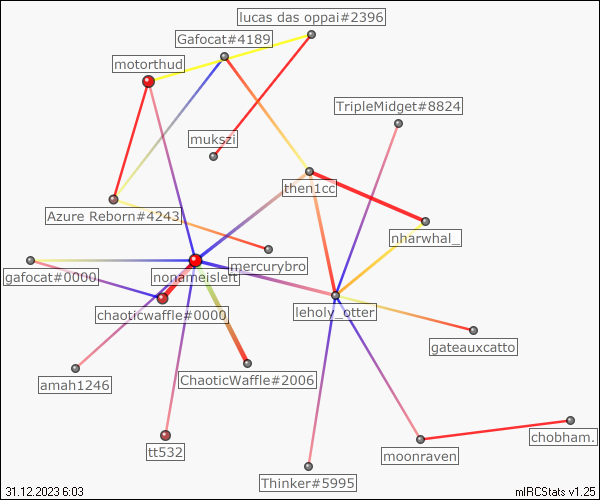 lucas das oppai#2396
Gafocat#4189
motorthud
TripleMidget#8824
mukszi
then1cc
Azure Reborn#4243
nharwhal_
mercurybro
gafocat#0000
nonameisleft
chaoticwaffle#0000
leholy_otter
gateauxcatto
ChaoticWaffle#2006
amah1246
chobham.
tt532
moonraven
Thinker#5995
31.12.2023 6:03
mIRCStats v1.25